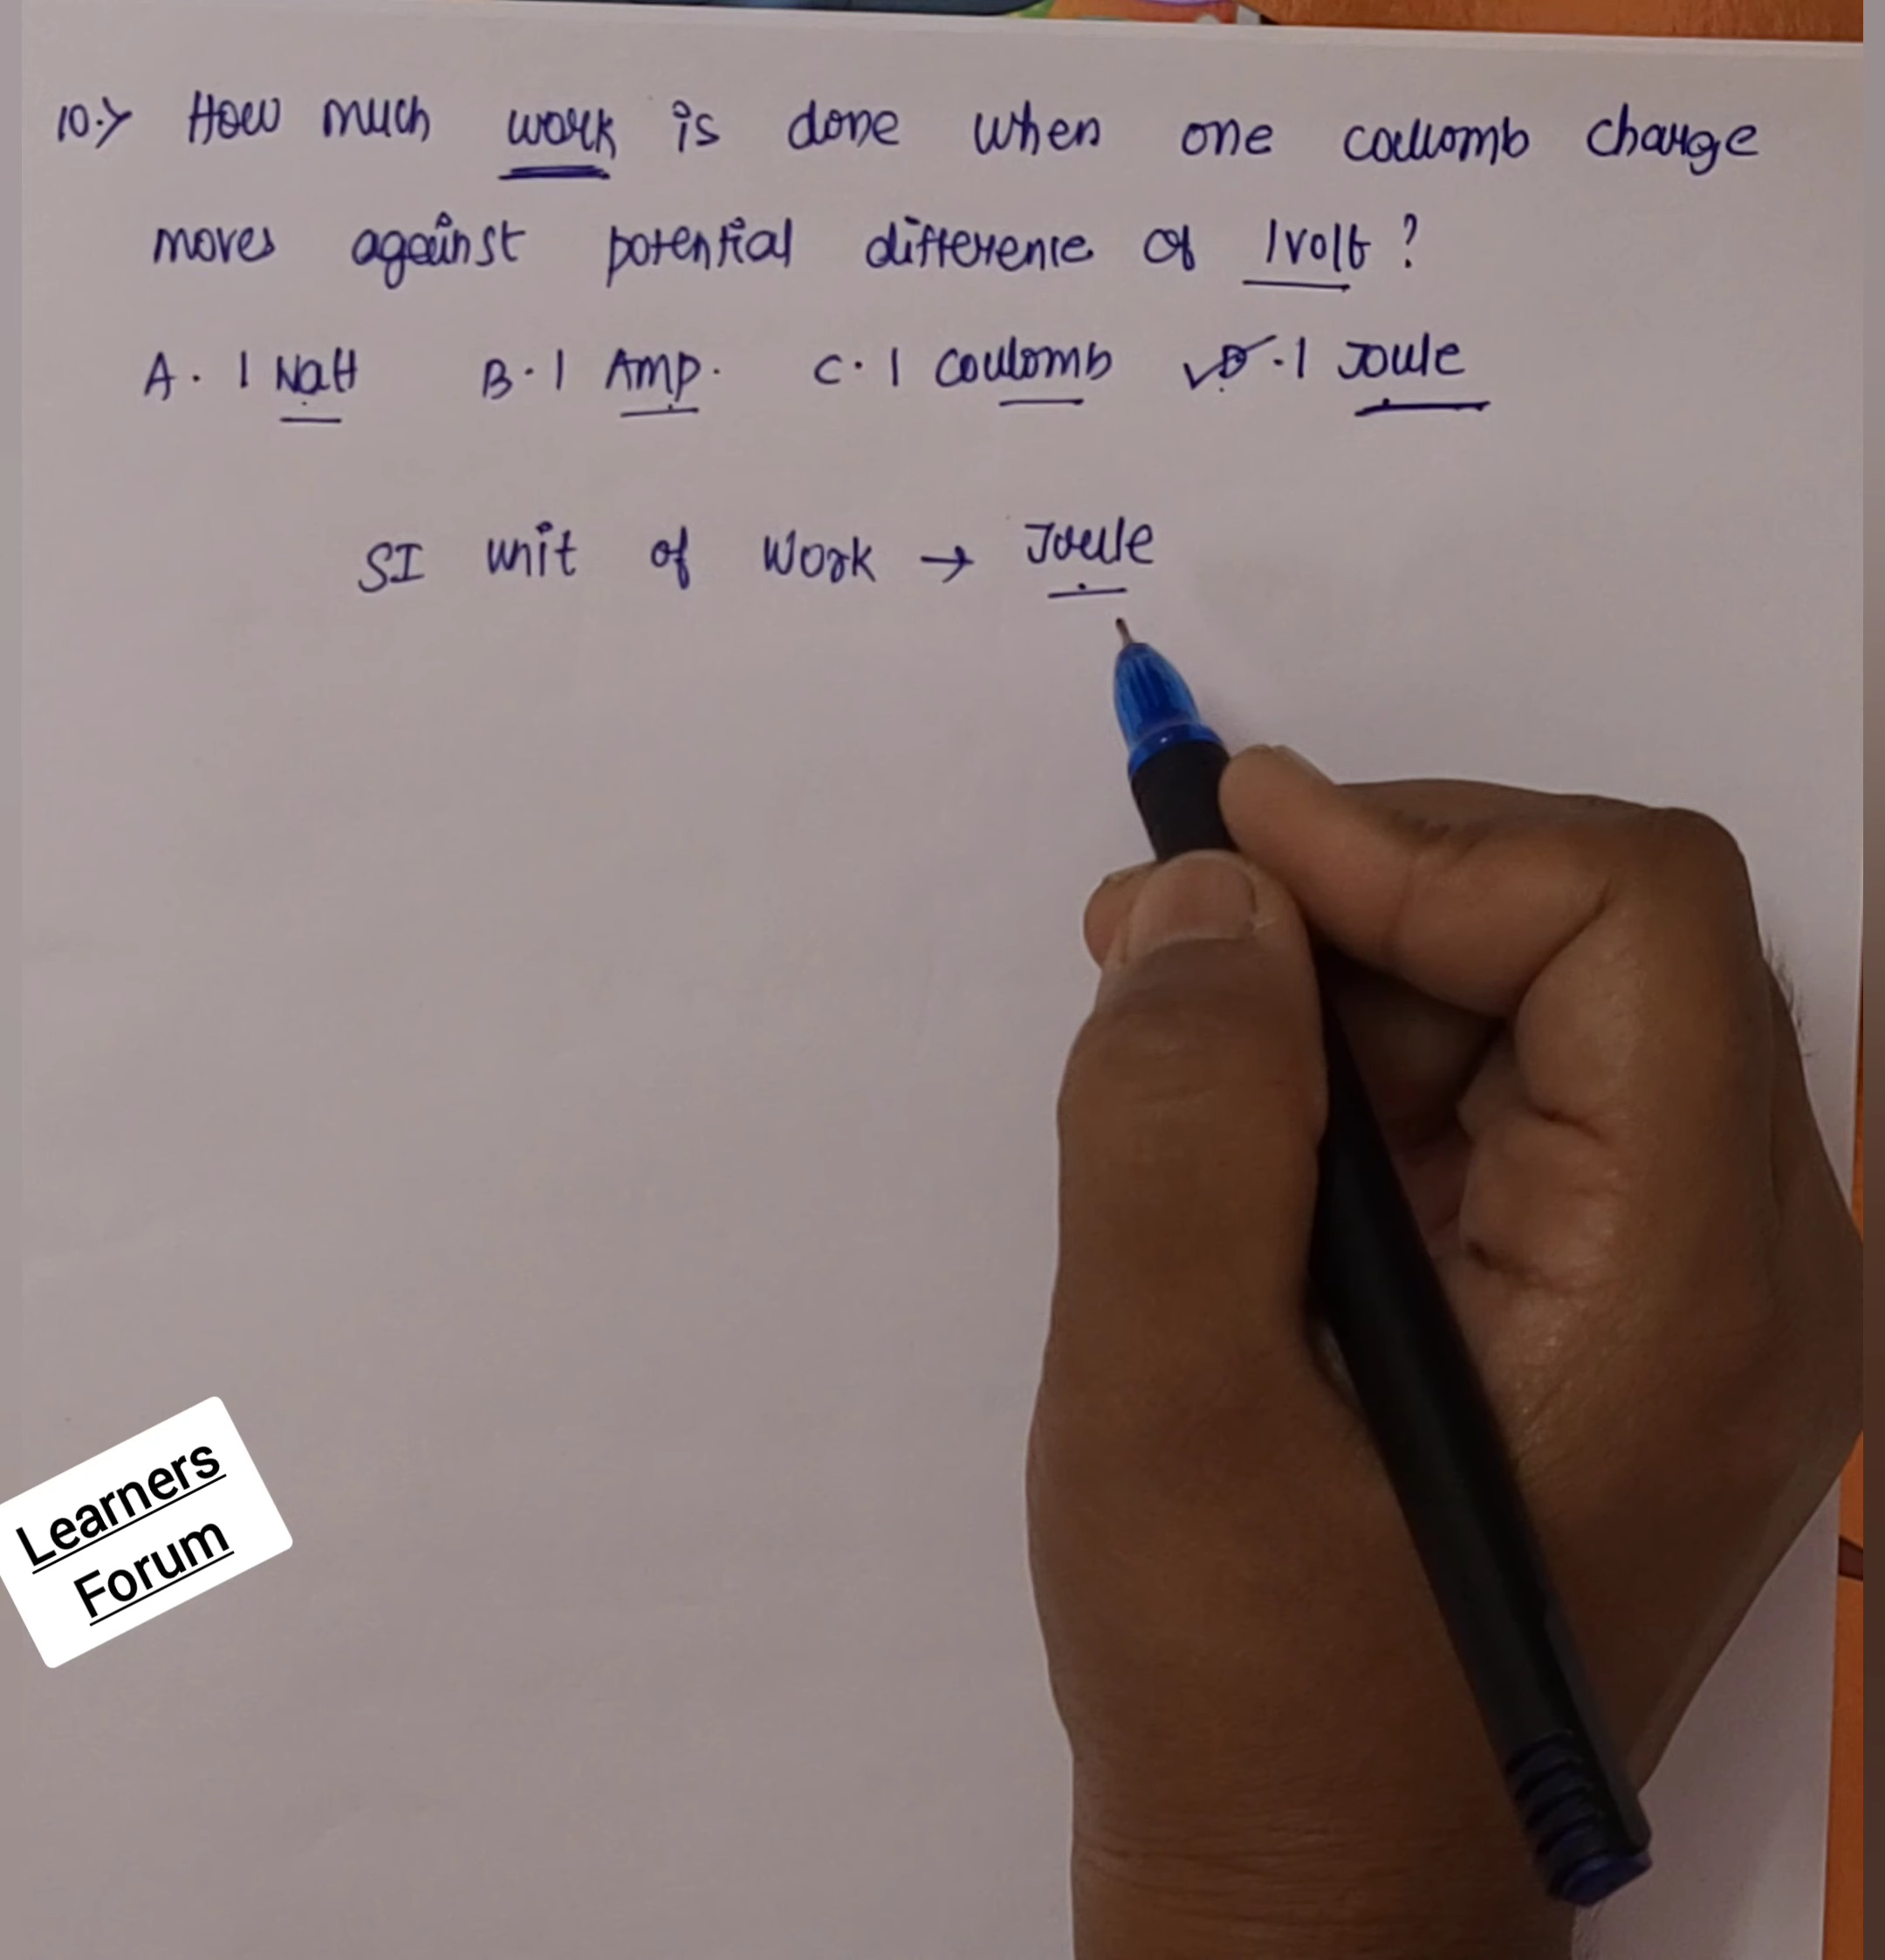 10.> How much work is done when one coulomb charge
moves against potential difference of 1volt ?
A. 1 Watt B. 1 Amp. C. 1 Coulomb D. 1 Joule
SI unit of Work → Joule
Learners
Forum